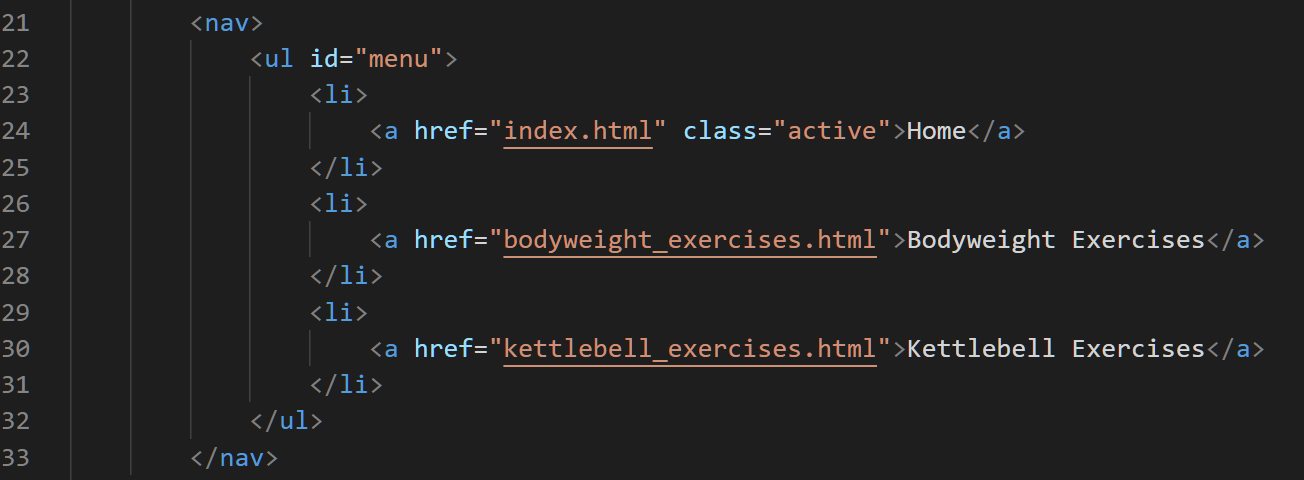 21 <nav>
22 <ul id="menu">
23 <li>
24 <a href="index.html" class="active">Home</a>
25 </li>
26 <li>
27 <a href="bodyweight_exercises.html">Bodyweight Exercises</a>
28 </li>
29 <li>
30 <a href="kettlebell_exercises.html">Kettlebell Exercises</a>
31 </li>
32 </ul>
33 </nav>